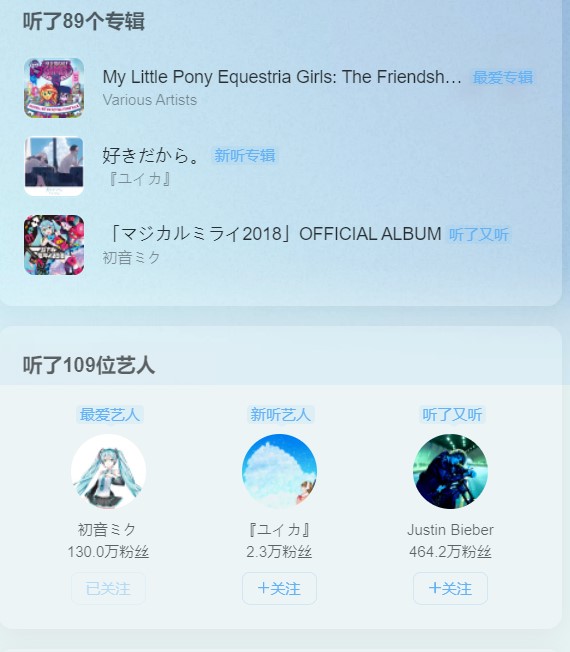 听了89个专辑
My Little Pony Equestria Girls: The Friendsh... 最爱专辑
Various Artists
好きだから。 新听专辑
『ユイカ』
「マジカルミライ2018」OFFICIAL ALBUM 听了又听
初音ミク
听了109位艺人
最爱艺人 新听艺人 听了又听
初音ミク 『ユイカ』 Justin Bieber
130.0万粉丝 2.3万粉丝 464.2万粉丝
已关注 +关注 +关注